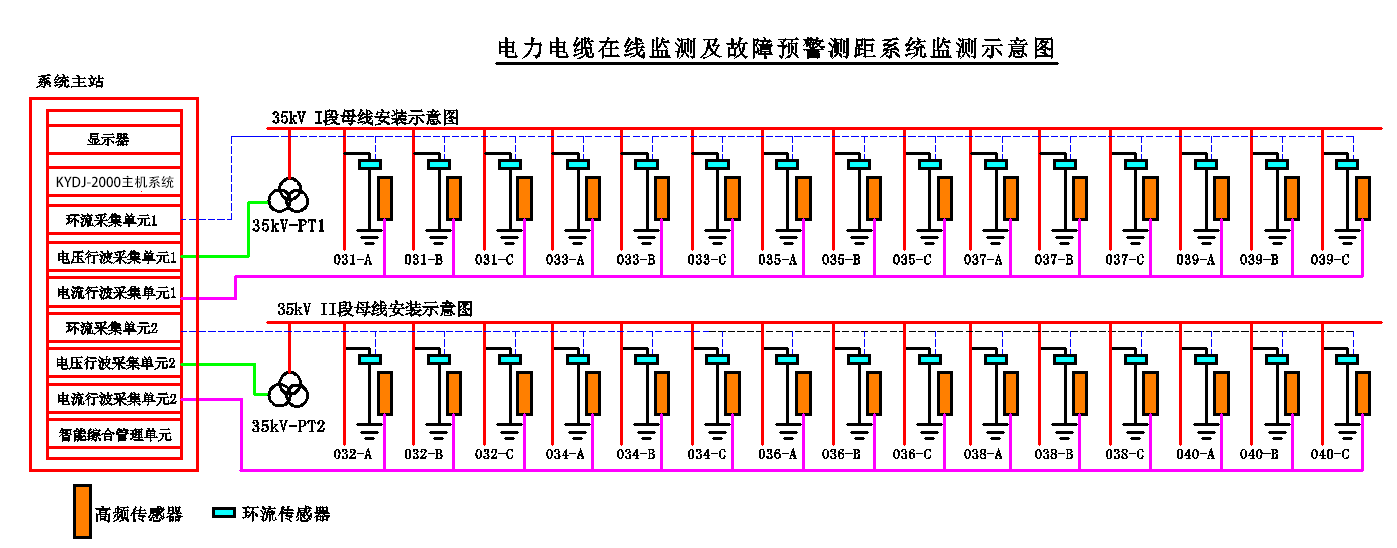 电力电缆在线监测及故障预警测距系统监测示意图
系统主站
显示器
KYDJ-2000主机系统
环流采集单元1
电压行波采集单元1
电流行波采集单元1
环流采集单元2
电压行波采集单元2
电流行波采集单元2
智能综合管理单元
35kV I段母线安装示意图
35kV-PT1
031-A 031-B 031-C 033-A 033-B 033-C 035-A 035-B 035-C 037-A 037-B 037-C 039-A 039-B 039-C
35kV II段母线安装示意图
35kV-PT2
032-A 032-B 032-C 034-A 034-B 034-C 036-A 036-B 036-C 038-A 038-B 038-C 040-A 040-B 040-C
高频传感器 环流传感器